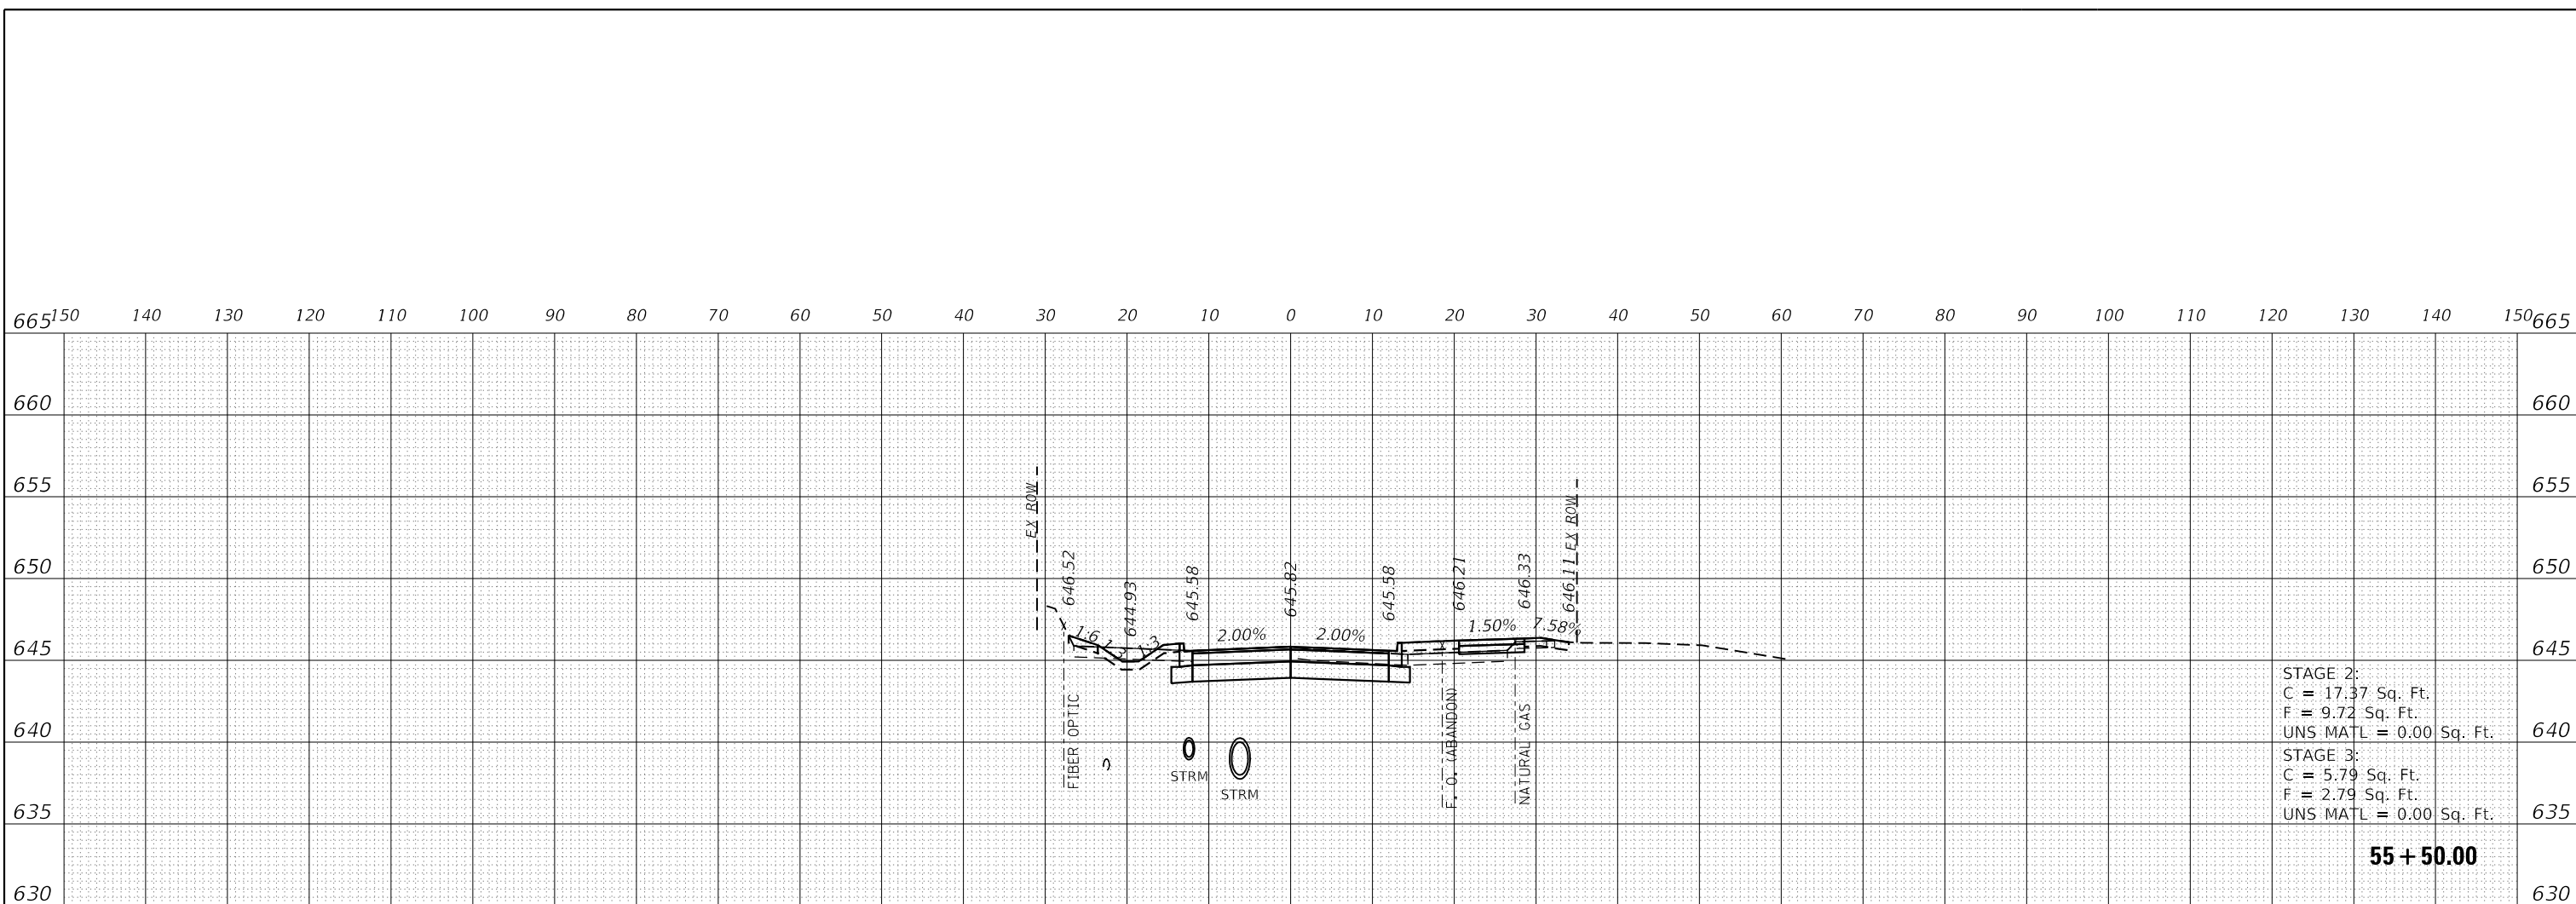 150 140 130 120 110 100 90 80 70 60 50 40 30 20 10 0 10 20 30 40 50 60 70 80 90 100 110 120 130 140 150
665 665
660 660
655 655
650 650
645 645
640 640
635 635
630 630
EX ROW
646.52
644.93
645.58
645.82
645.58
646.21
646.33
646.11 EX ROW
1:6
1:3
1:3
2.00%
2.00%
1.50%
7.58%
FIBER OPTIC
STRM
STRM
F. O. (ABANDON)
NATURAL GAS
STAGE 2:
C = 17.37 Sq. Ft.
F = 9.72 Sq. Ft.
UNS MATL = 0.00 Sq. Ft.
STAGE 3:
C = 5.79 Sq. Ft.
F = 2.79 Sq. Ft.
UNS MATL = 0.00 Sq. Ft.
55+50.00